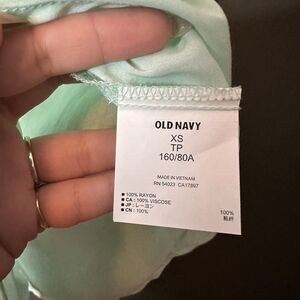 OLD NAVY
XS
TP
160/80A
MADE IN VIETNAM
RN 54023 CA17897
■ 100% RAYON
■ CA : 100% VISCOSE
■ JP : レーヨン 100%
■ CN : 100%